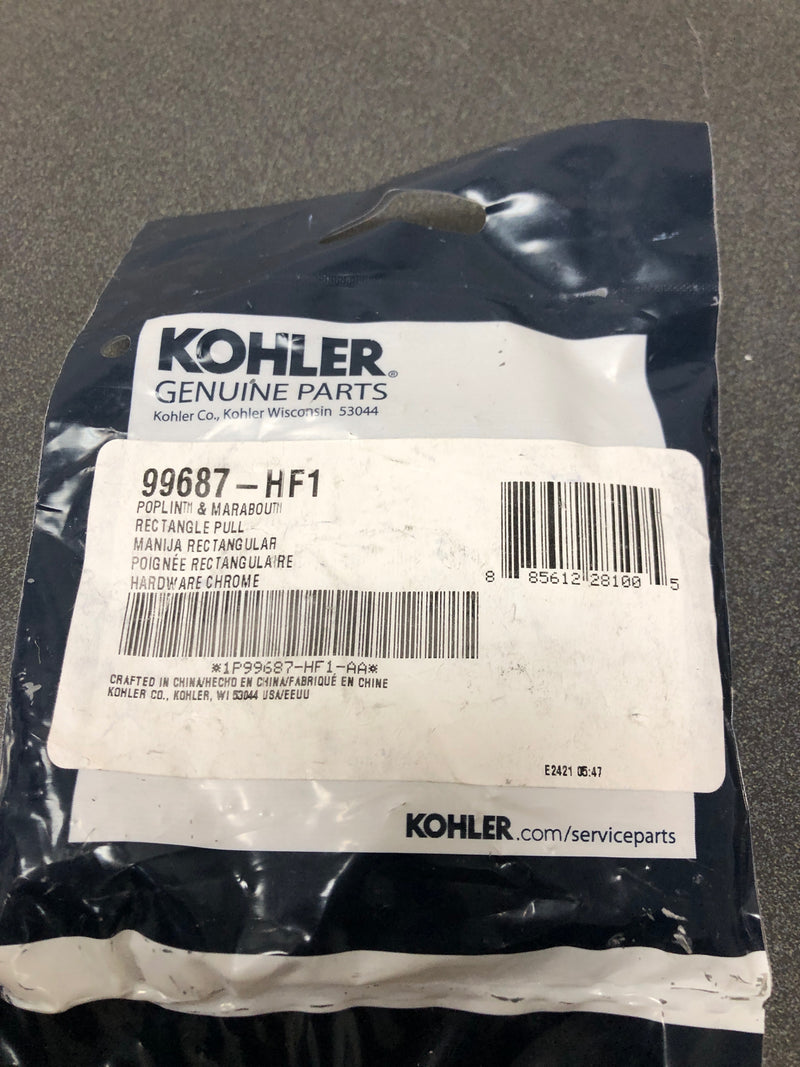 KOHLER®
GENUINE PARTS
Kohler Co., Kohler Wisconsin 53044
99687-HF1
POPLIN™ & MARABOU™
RECTANGLE PULL
MANIJA RECTANGULAR
POIGNÉE RECTANGULAIRE
HARDWARE CHROME
8 85612 28100 5
*1P99687-HF1-AA*
CRAFTED IN CHINA/HECHO EN CHINA/FABRIQUÉ EN CHINE
KOHLER CO., KOHLER, WI 53044 USA/EEUU
E2421 05:47
KOHLER.com/serviceparts